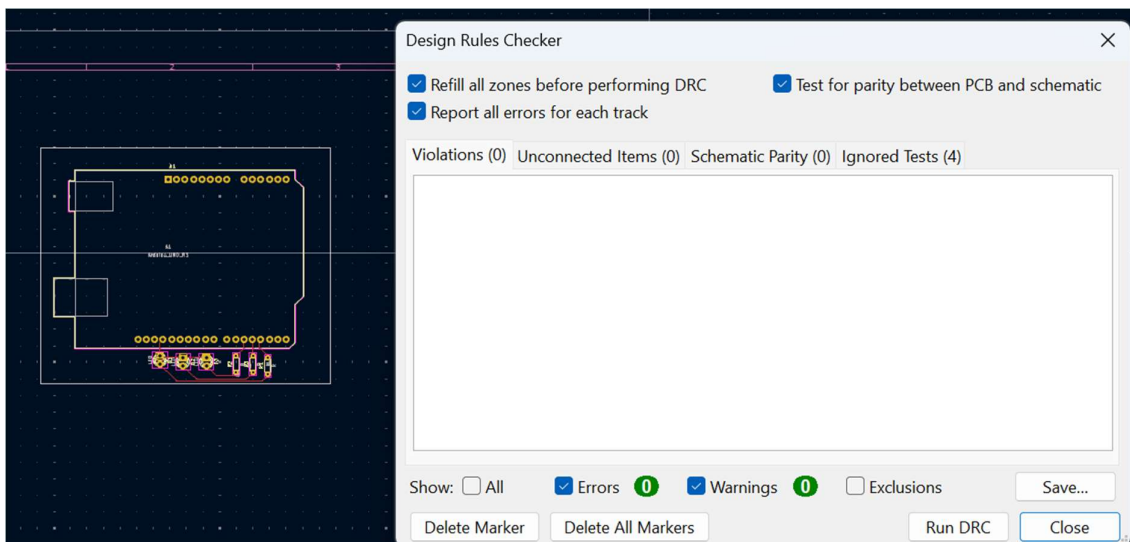 Design Rules Checker
Refill all zones before performing DRC
Test for parity between PCB and schematic
Report all errors for each track
2
3
Violations (0)
Unconnected Items (0)
Schematic Parity (0)
Ignored Tests (4)
Show:
All
Errors
0
Warnings
0
Exclusions
Save...
Delete Marker
Delete All Markers
Run DRC
Close